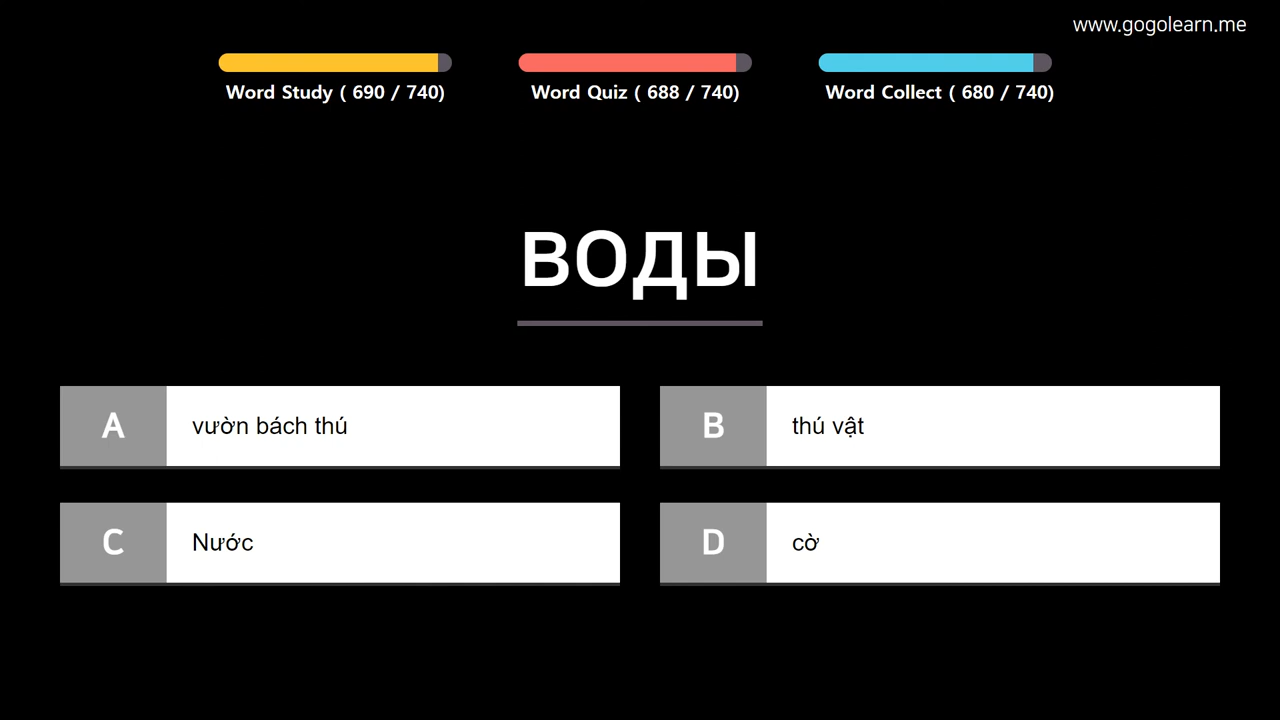 www.gogolearn.me
Word Study ( 690 / 740)
Word Quiz ( 688 / 740)
Word Collect ( 680 / 740)
ВОДЫ
A
vườn bách thú
B
thú vật
C
Nước
D
cờ